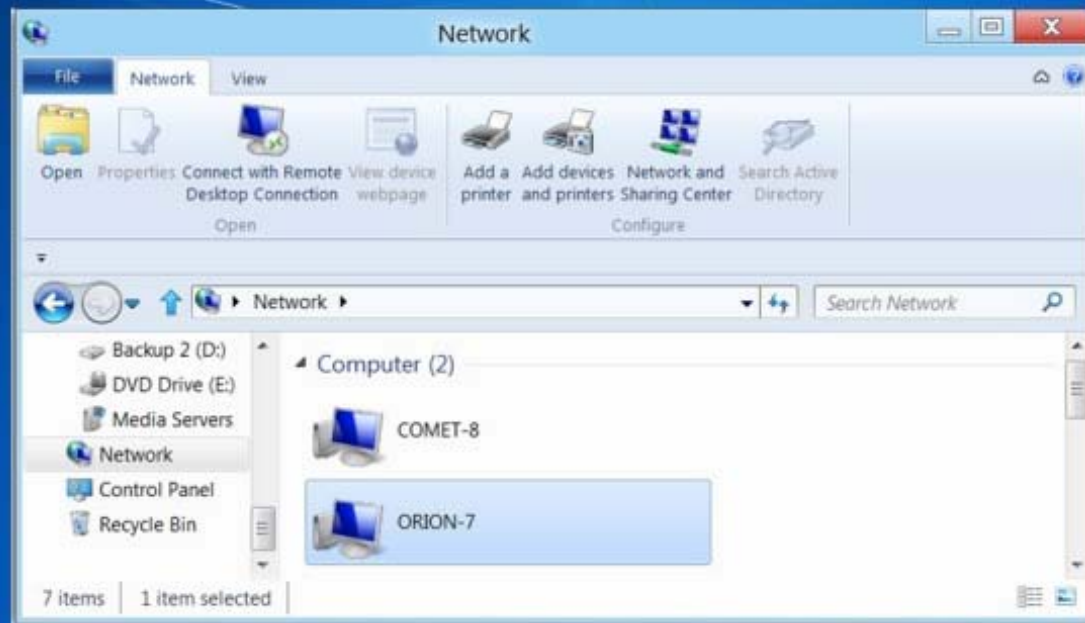 Network
File Network View
Open Properties Connect with Remote View device Add a Add devices Network and Search Active
Desktop Connection webpage printer and printers Sharing Center Directory
Open Configure
Network
Search Network
Backup 2 (D:)
DVD Drive (E:)
Media Servers
Network
Control Panel
Recycle Bin
Computer (2)
COMET-8
ORION-7
7 items 1 item selected